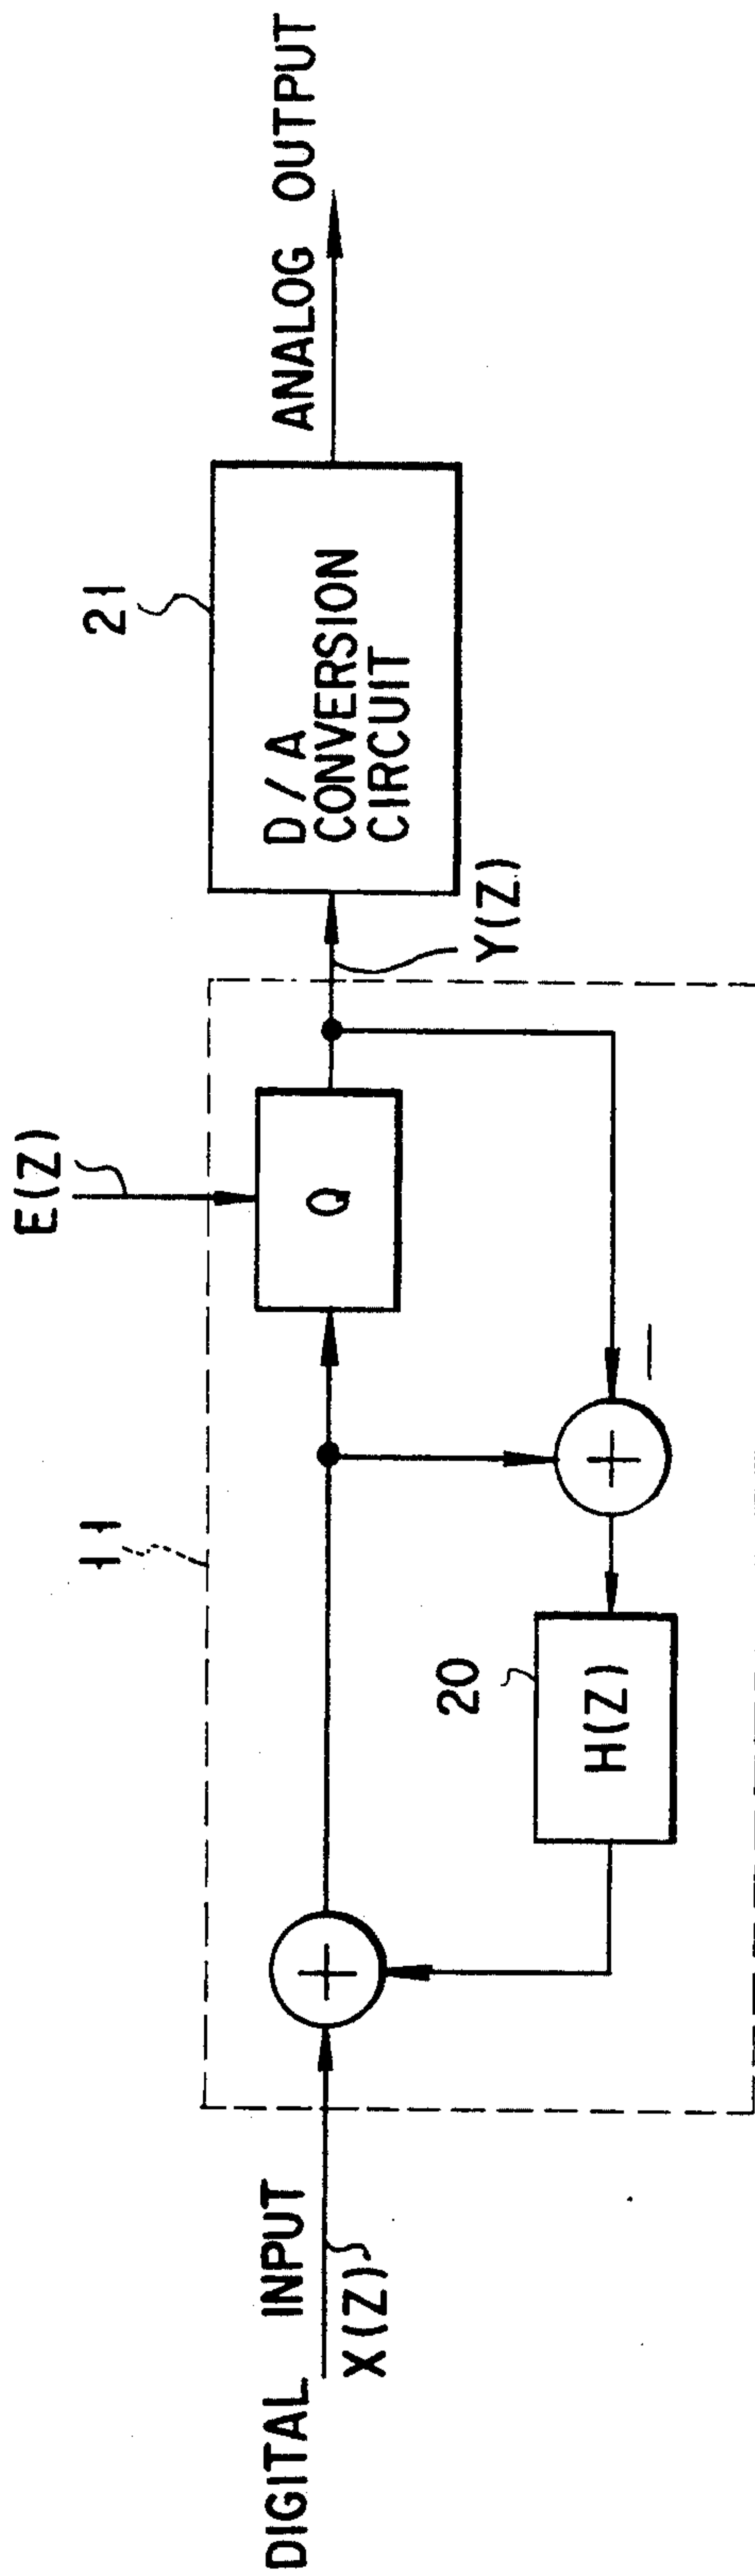 DIGITAL INPUT
X(Z)
11
E(Z)
Q
20
H(Z)
Y(Z)
21
D/A
CONVERSION
CIRCUIT
ANALOG OUTPUT